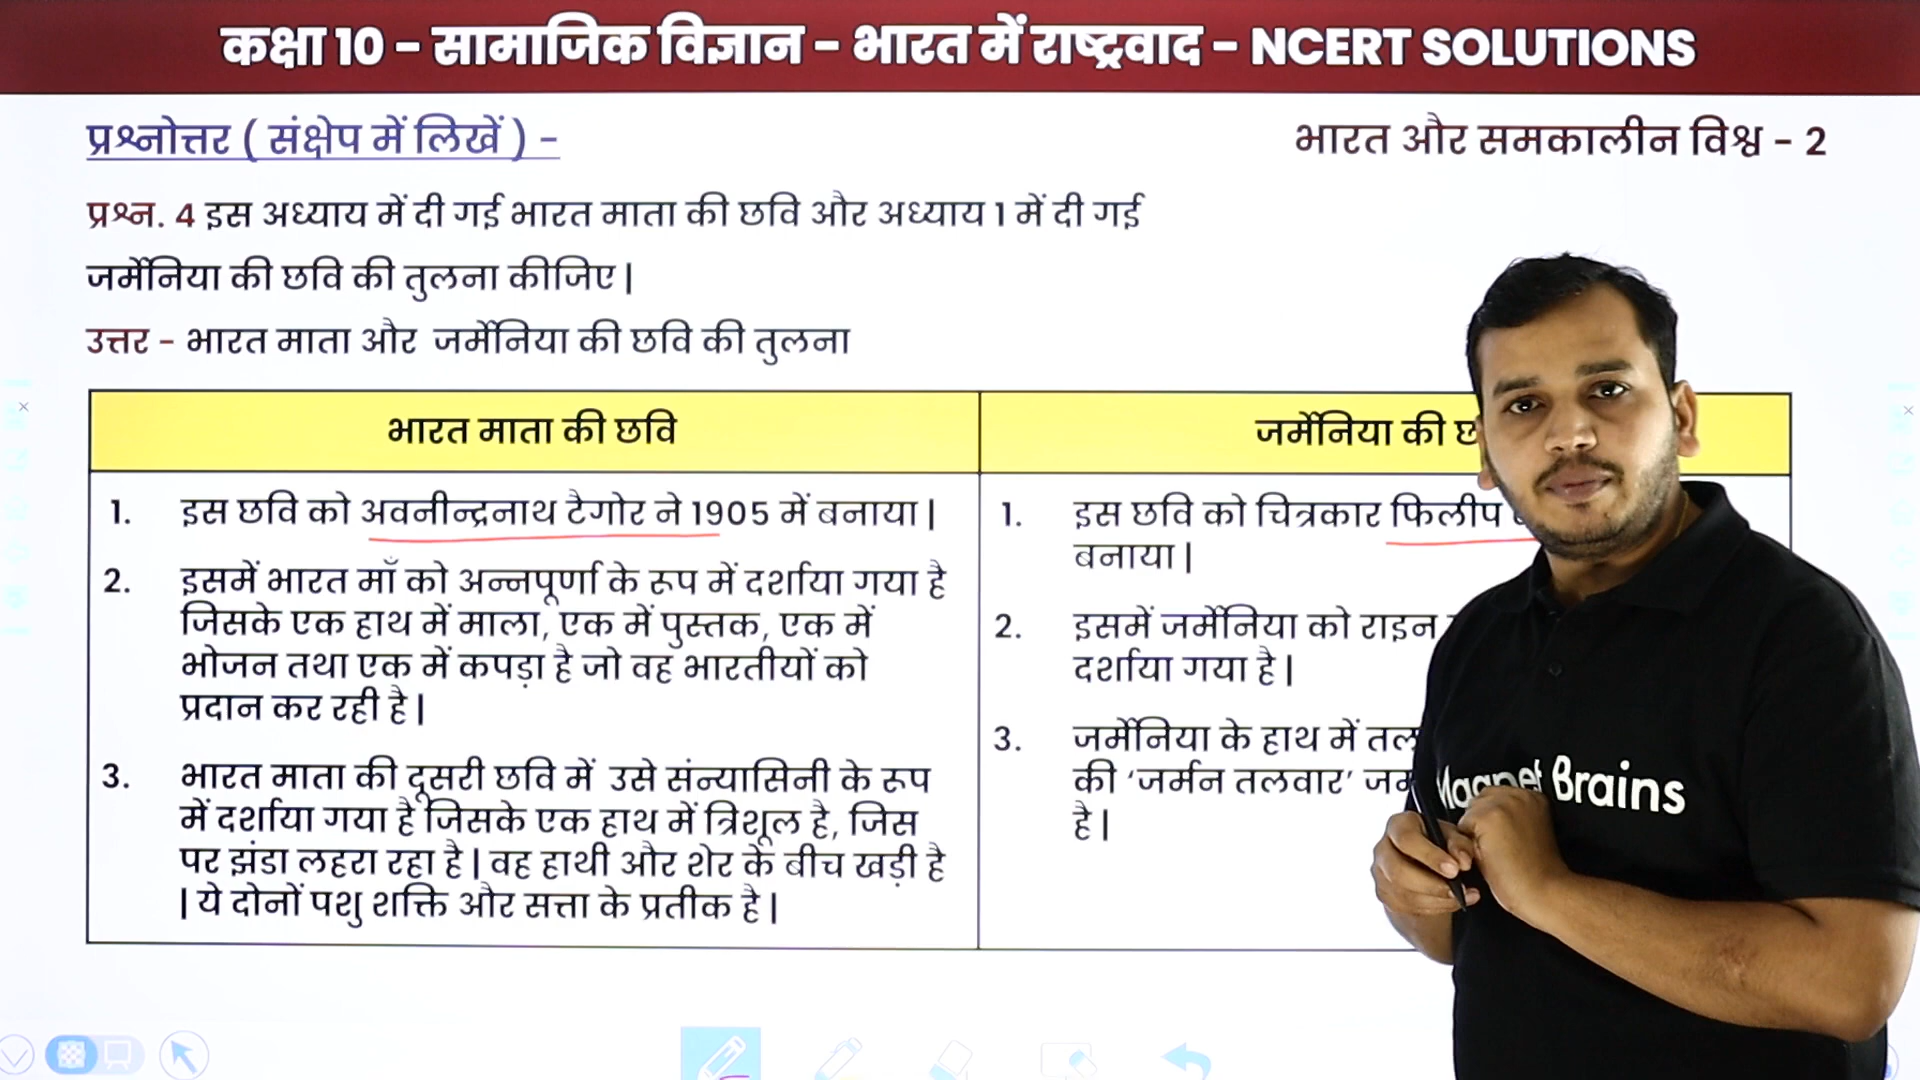 कक्षा 10 – सामाजिक विज्ञान – भारत में राष्ट्रवाद – NCERT SOLUTIONS
प्रश्नोत्तर ( संक्षेप में लिखें ) –
भारत और समकालीन विश्व – 2
प्रश्न. 4 इस अध्याय में दी गई भारत माता की छवि और अध्याय 1 में दी गई
जर्मेनिया की छवि की तुलना कीजिए |
उत्तर – भारत माता और जर्मेनिया की छवि की तुलना
भारत माता की छवि
1. इस छवि को अवनीन्द्रनाथ टैगोर ने 1905 में बनाया |
2. इसमें भारत माँ को अन्नपूर्णा के रूप में दर्शाया गया है
जिसके एक हाथ में माला, एक में पुस्तक, एक में
भोजन तथा एक में कपड़ा है जो वह भारतीयों को
प्रदान कर रही है |
3. भारत माता की दूसरी छवि में उसे संन्यासिनी के रूप
में दर्शाया गया है जिसके एक हाथ में त्रिशूल है, जिस
पर झंडा लहरा रहा है | वह हाथी और शेर के बीच खड़ी है
| ये दोनों पशु शक्ति और सत्ता के प्रतीक है |
जर्मेनिया की
1. इस छवि को चित्रकार फिलीप
बनाया |
2. इसमें जर्मेनिया को राइन
दर्शाया गया है |
3. जर्मेनिया के हाथ में
की ‘जर्मन तलवार’
है |
Magnet Brains